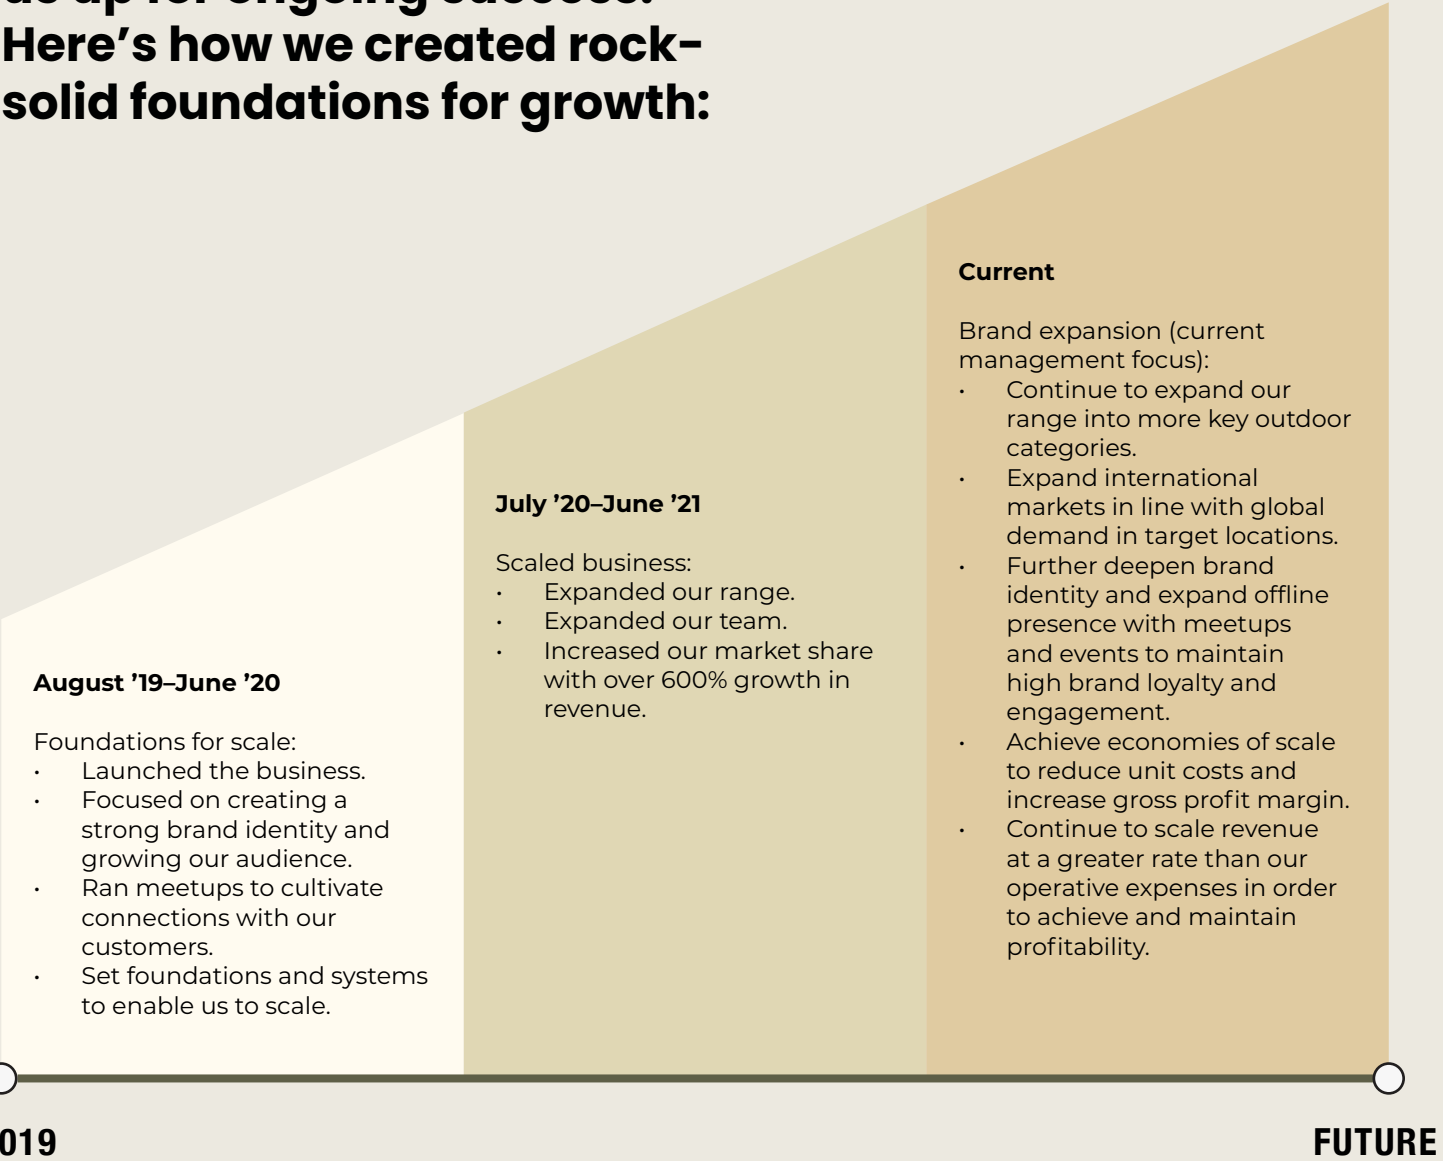 us up for ongoing success.
Here’s how we created rock-
solid foundations for growth:
Current
Brand expansion (current
management focus):
• Continue to expand our
range into more key outdoor
categories.
• Expand international
markets in line with global
demand in target locations.
• Further deepen brand
identity and expand offline
presence with meetups
and events to maintain
high brand loyalty and
engagement.
• Achieve economies of scale
to reduce unit costs and
increase gross profit margin.
• Continue to scale revenue
at a greater rate than our
operative expenses in order
to achieve and maintain
profitability.
July ’20–June ’21
Scaled business:
• Expanded our range.
• Expanded our team.
• Increased our market share
with over 600% growth in
revenue.
August ’19–June ’20
Foundations for scale:
• Launched the business.
• Focused on creating a
strong brand identity and
growing our audience.
• Ran meetups to cultivate
connections with our
customers.
• Set foundations and systems
to enable us to scale.
019
FUTURE